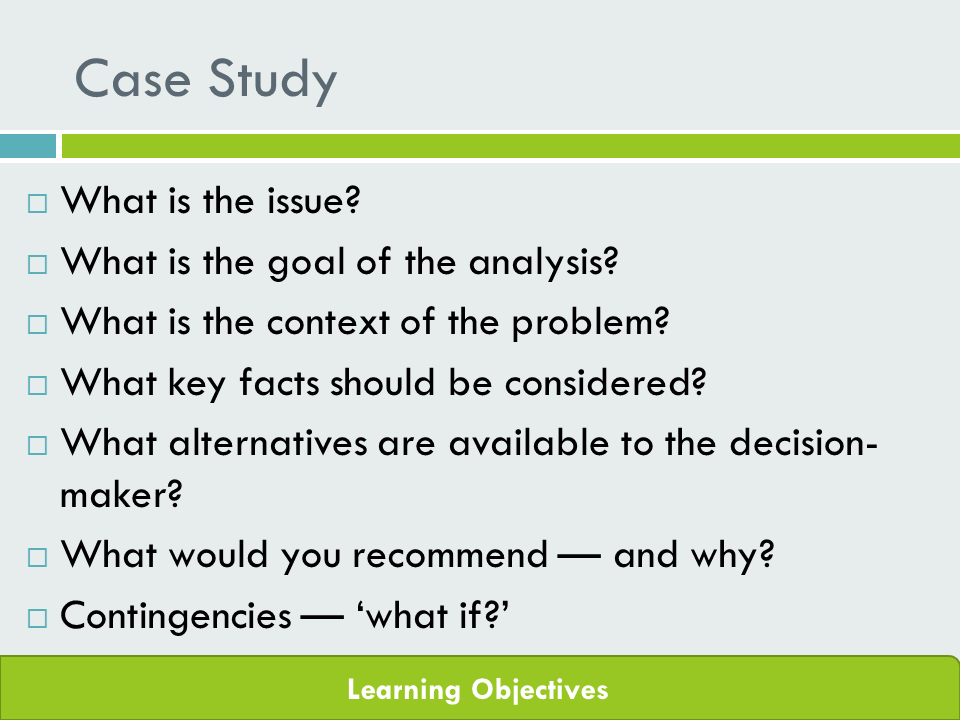 Case Study
What is the issue?
What is the goal of the analysis?
What is the context of the problem?
What key facts should be considered?
What alternatives are available to the decision-
maker?
What would you recommend — and why?
Contingencies — ‘what if?’
Learning Objectives